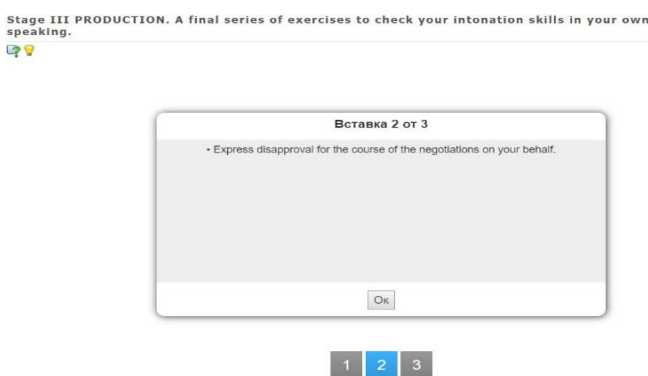 Stage III PRODUCTION. A final series of exercises to check your intonation skills in your own
speaking.
Вставка 2 от 3
• Express disapproval for the course of the negotiations on your behalf.
Ок
1 2 3